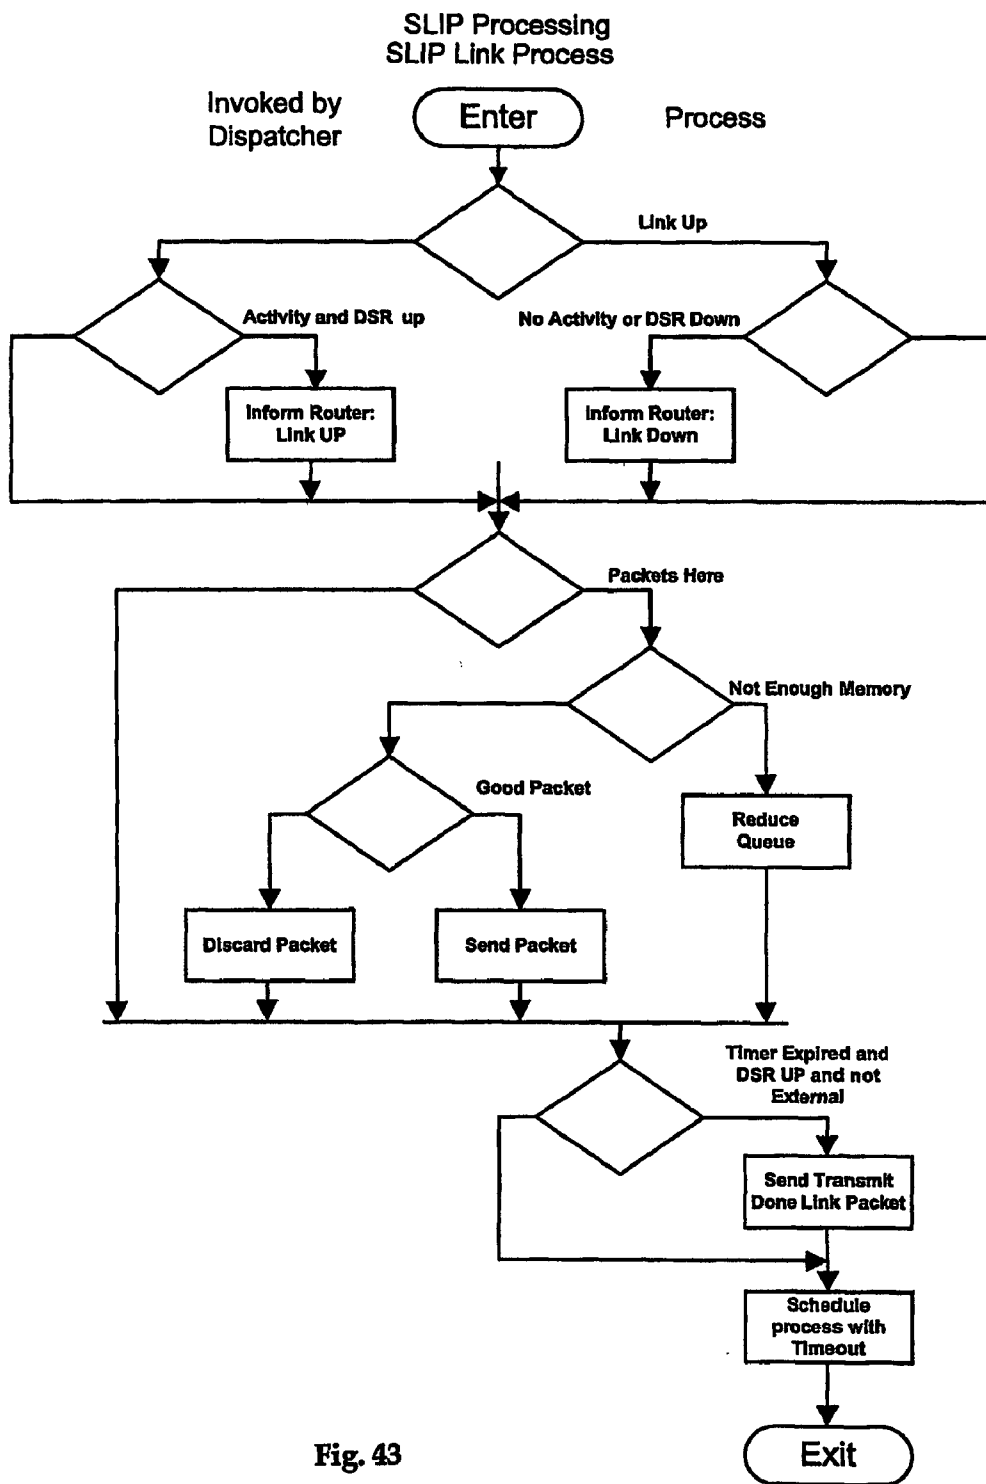 SLIP Processing
SLIP Link Process
Invoked by
Dispatcher
Enter
Process
Link Up
Activity and DSR up
No Activity or DSR Down
Inform Router:
Link UP
Inform Router:
Link Down
Packets Here
Not Enough Memory
Good Packet
Reduce
Queue
Discard Packet
Send Packet
Timer Expired and
DSR UP and not
External
Send Transmit
Done Link Packet
Schedule
process with
Timeout
Exit
Fig. 43